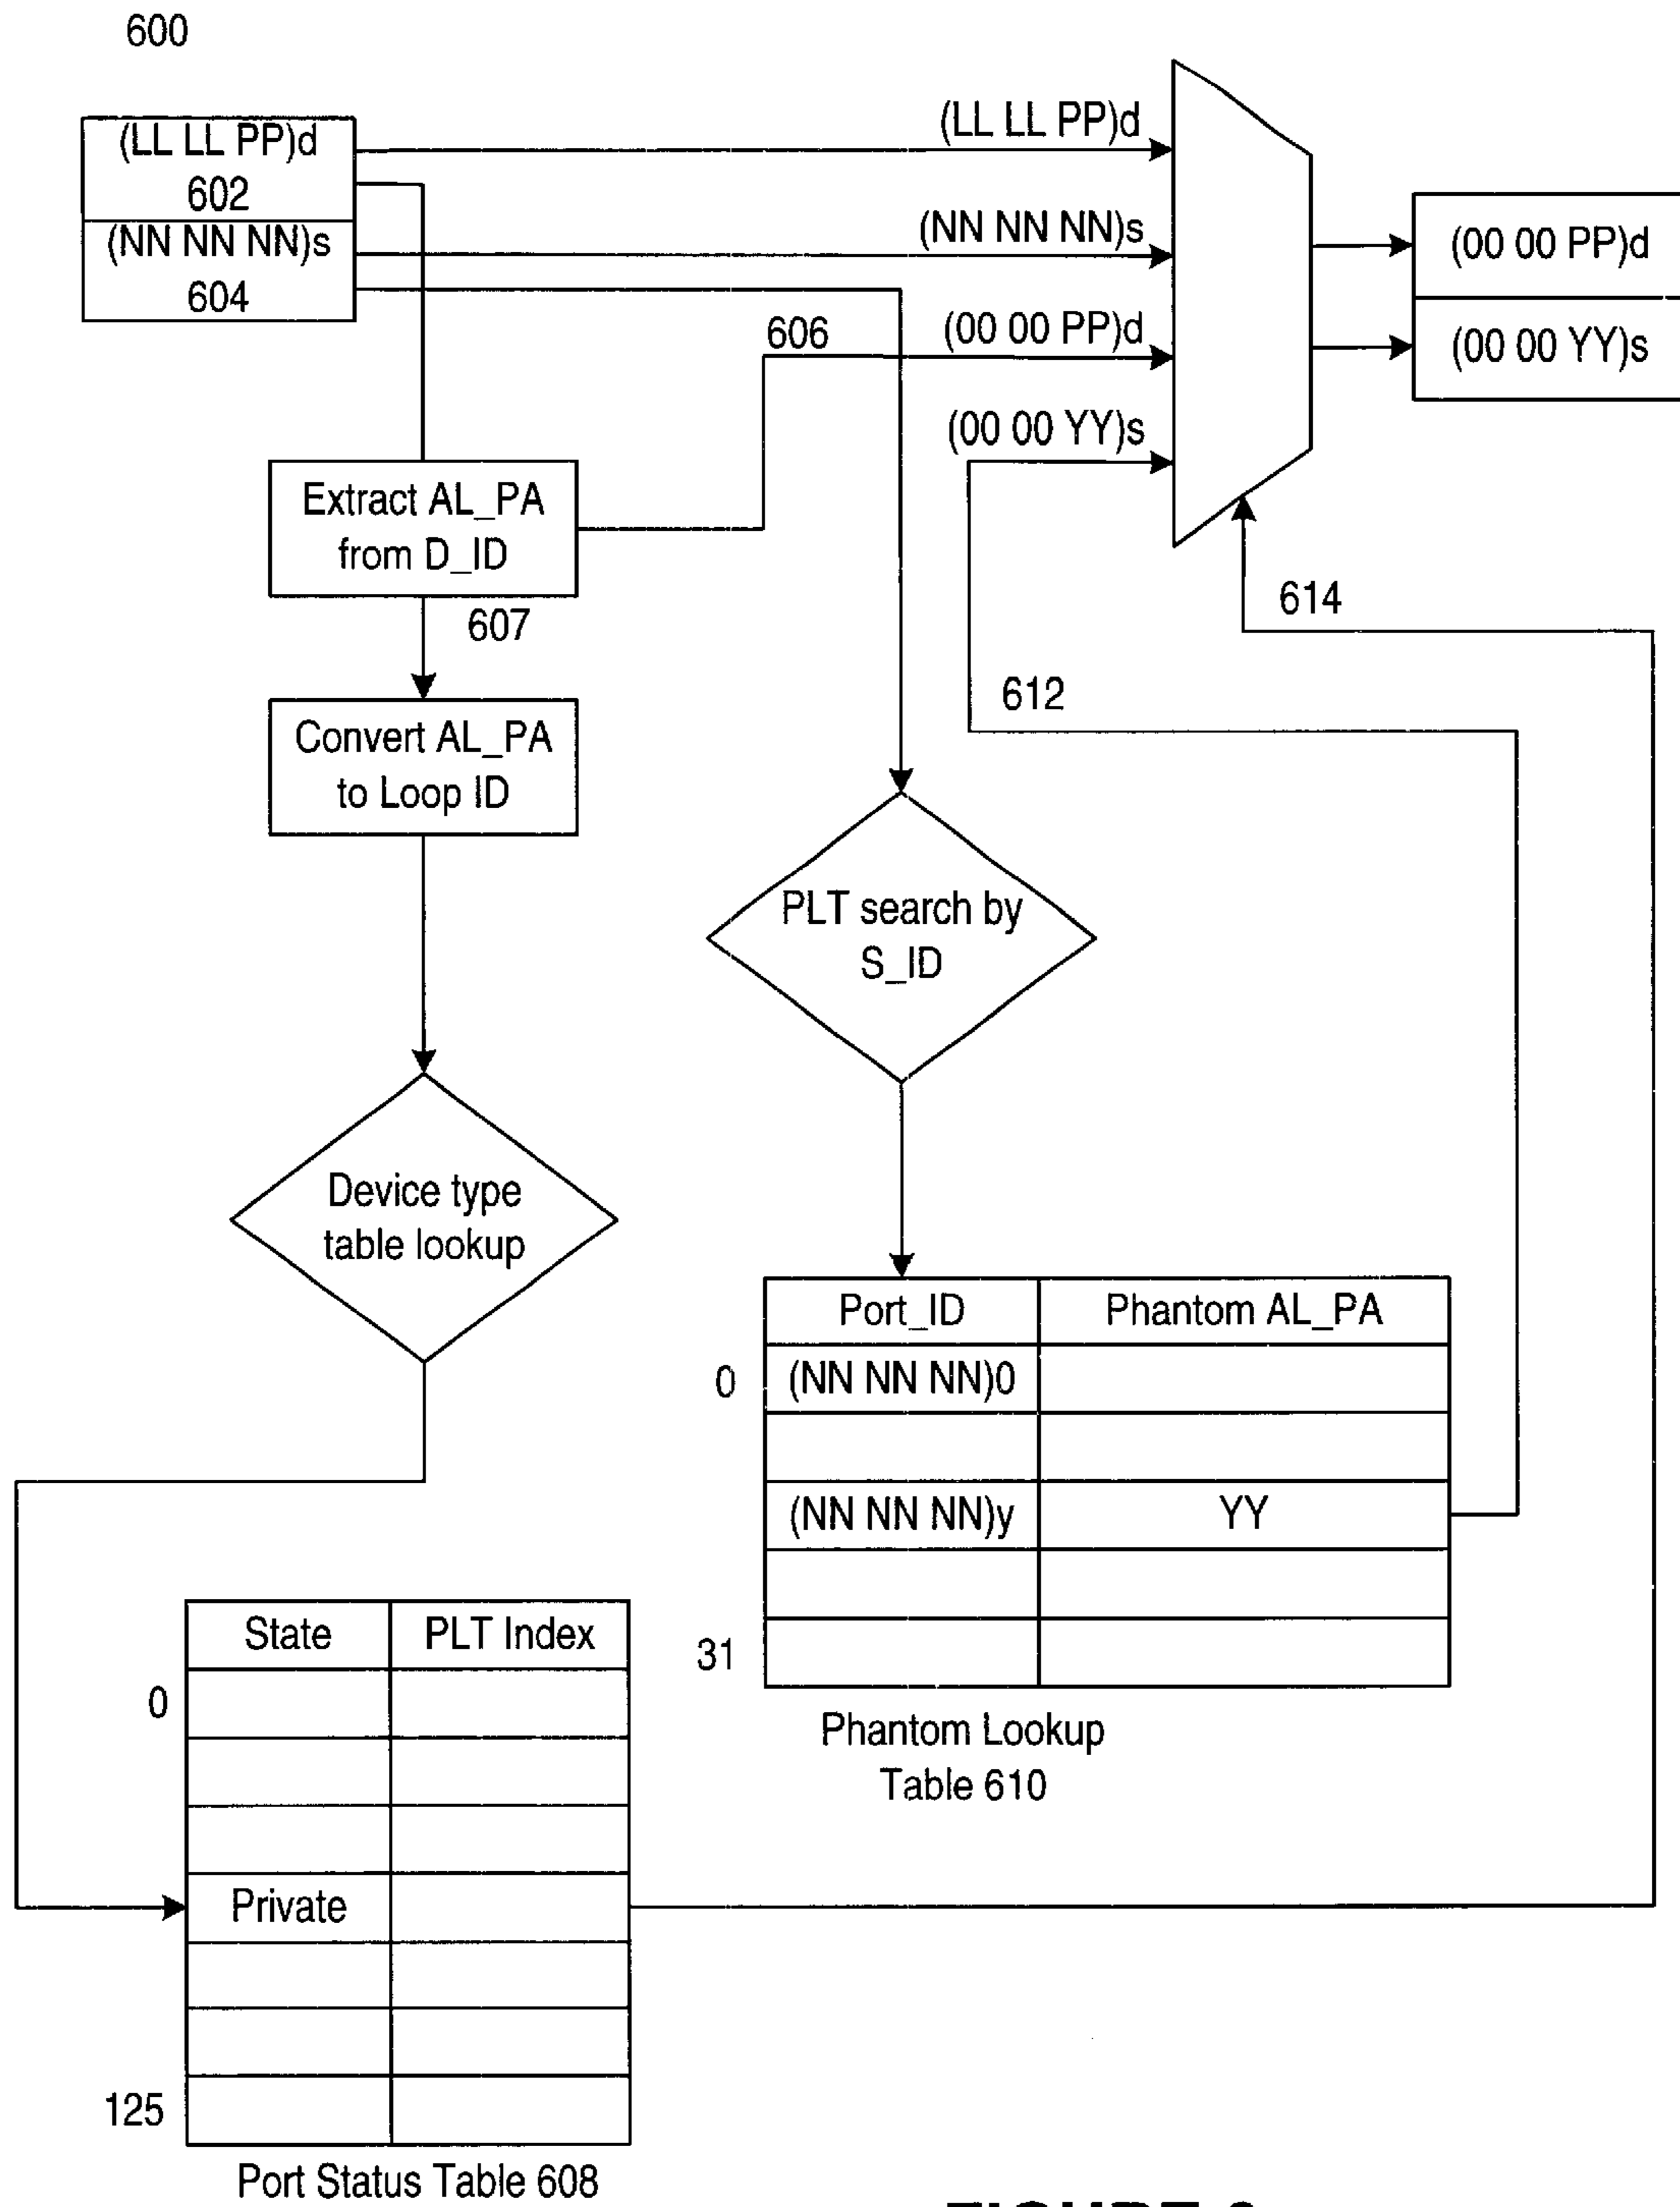 600
(LL LL PP)d
602
(NN NN NN)s
604
(LL LL PP)d
(NN NN NN)s
606
(00 00 PP)d
(00 00 YY)s
(00 00 PP)d
(00 00 YY)s
Extract AL_PA
from D_ID
607
614
612
Convert AL_PA
to Loop ID
PLT search by
S_ID
Device type
table lookup
Port_ID
Phantom AL_PA
0
(NN NN NN)0
(NN NN NN)y
YY
31
Phantom Lookup
Table 610
State
PLT Index
0
Private
125
Port Status Table 608